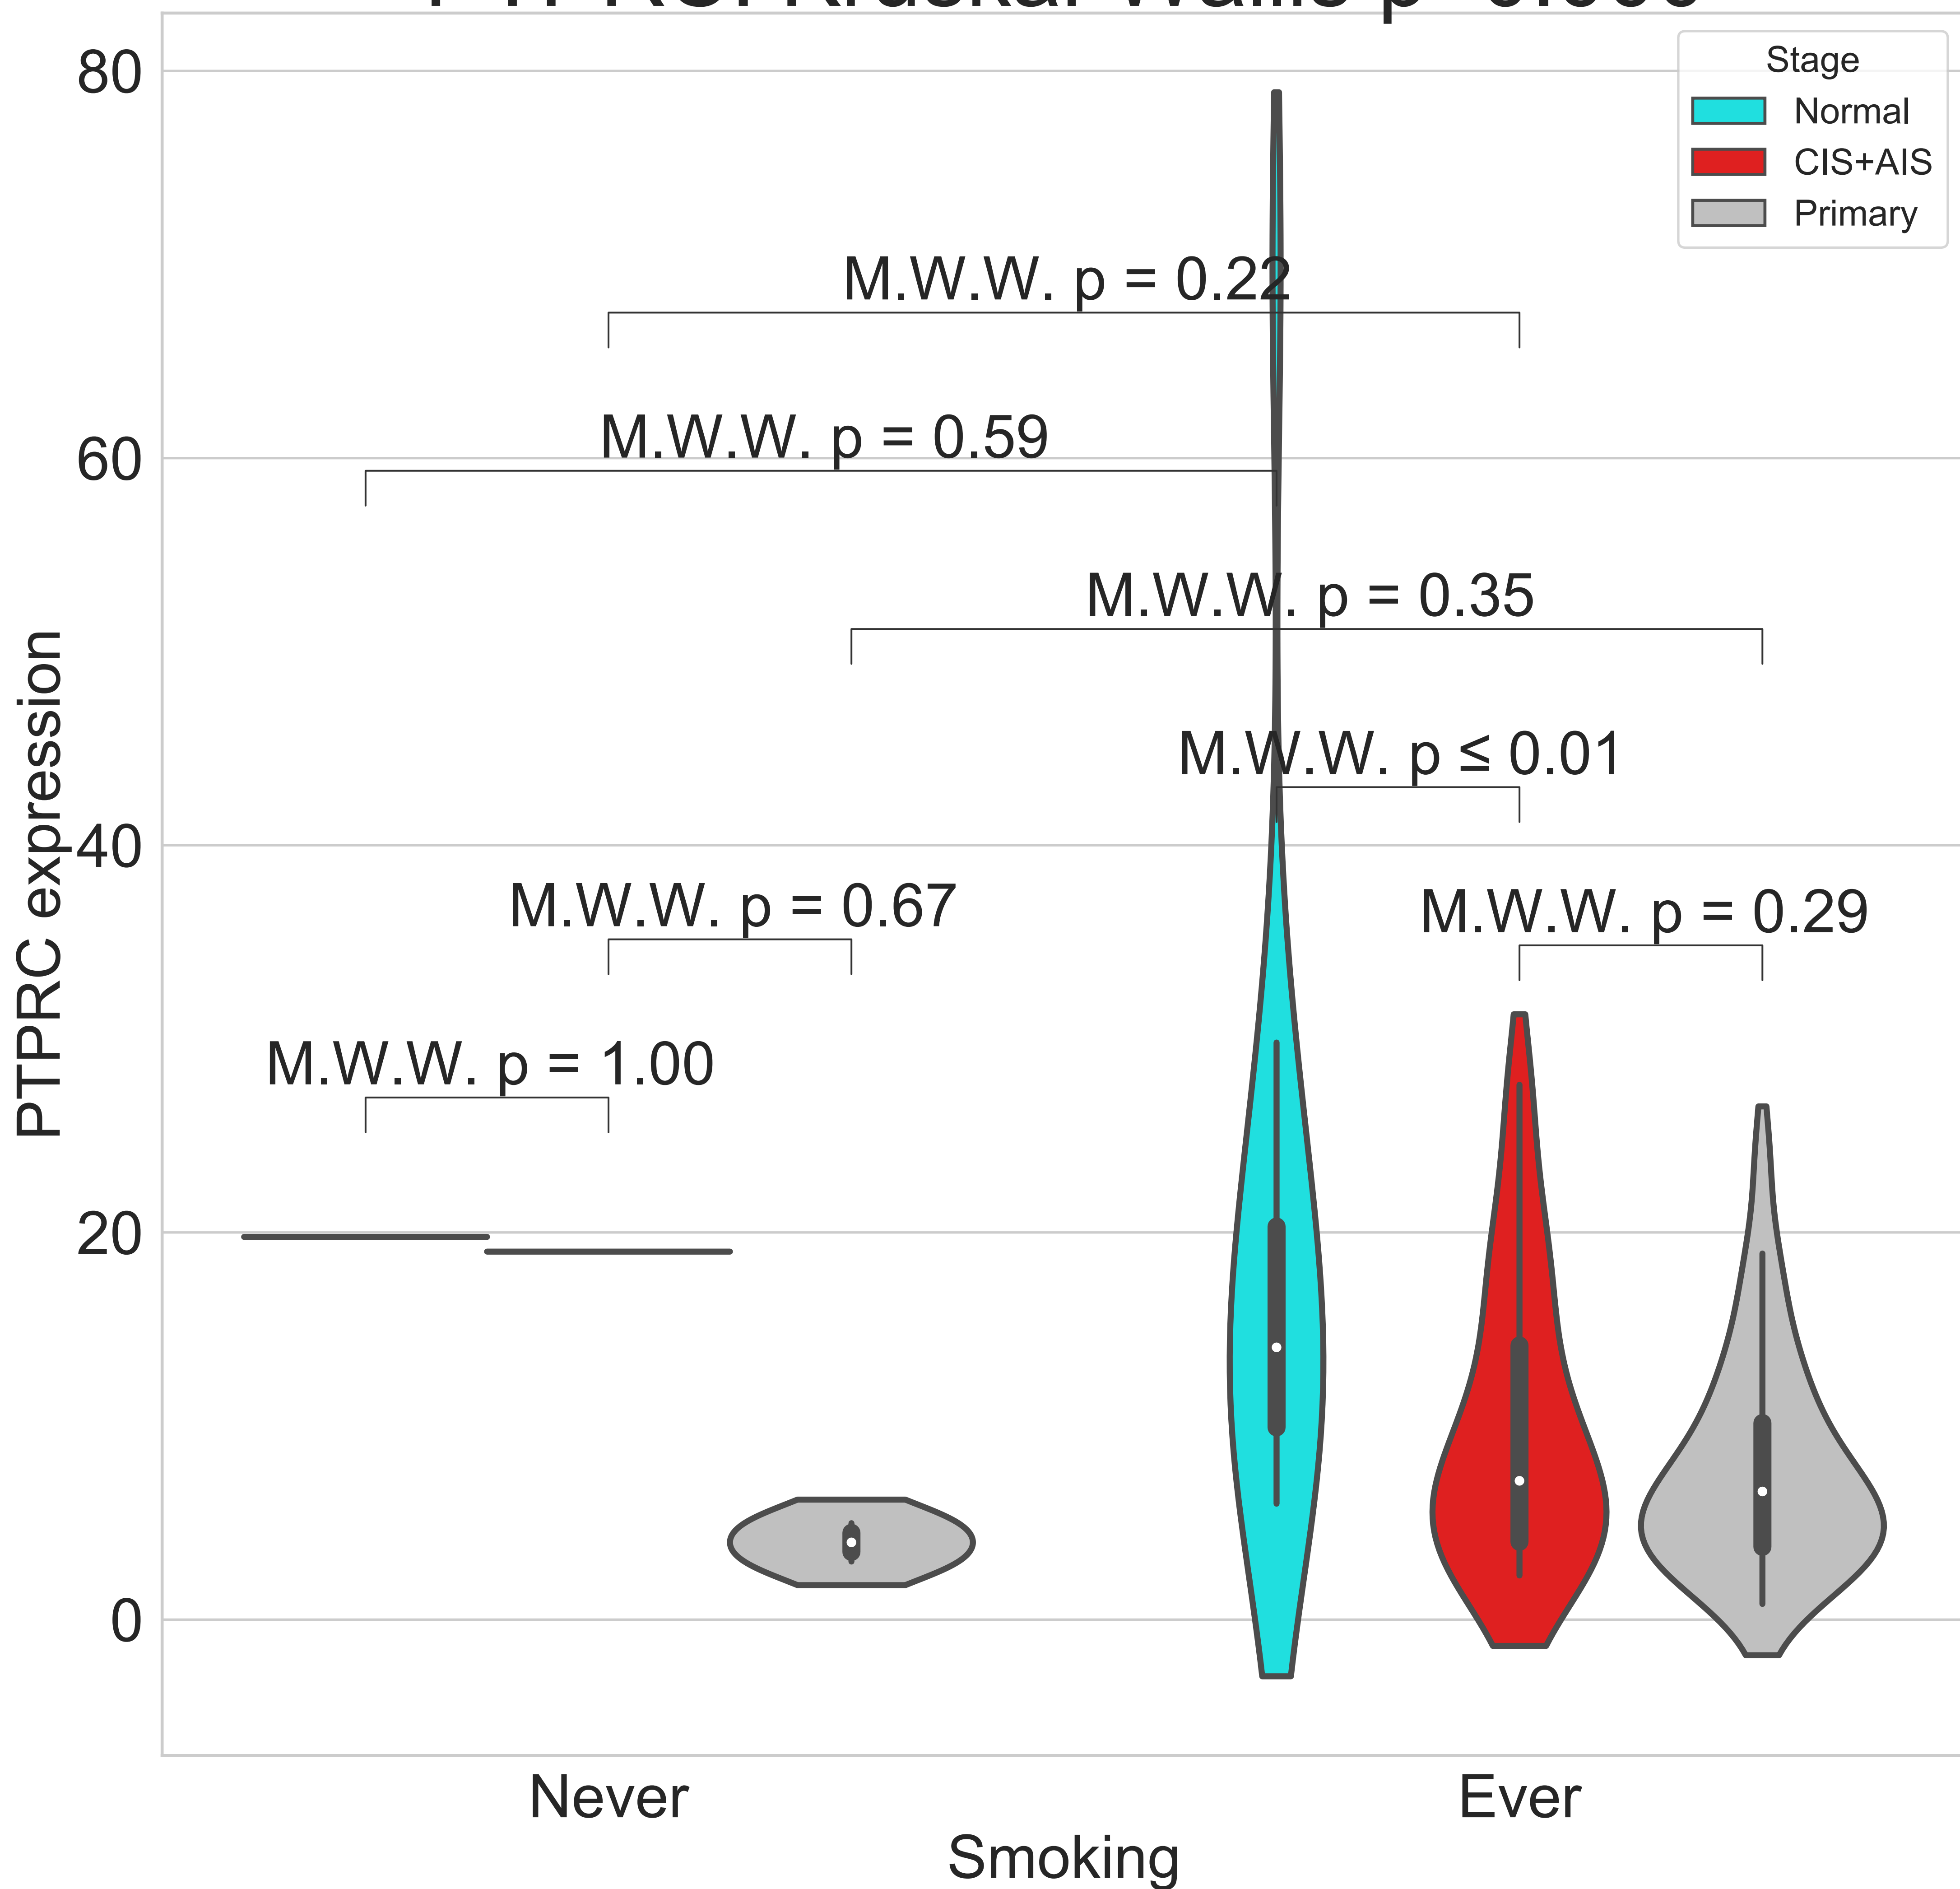 80
Stage
Normal
CIS+AIS
Primary
M.W.W. p = 0.22
60
M.W.W. p = 0.59
M.W.W. p = 0.35
M.W.W. p ≤ 0.01
40
M.W.W. p = 0.67
M.W.W. p = 0.29
M.W.W. p = 1.00
PTPRC expression
20
0
Never
Ever
Smoking